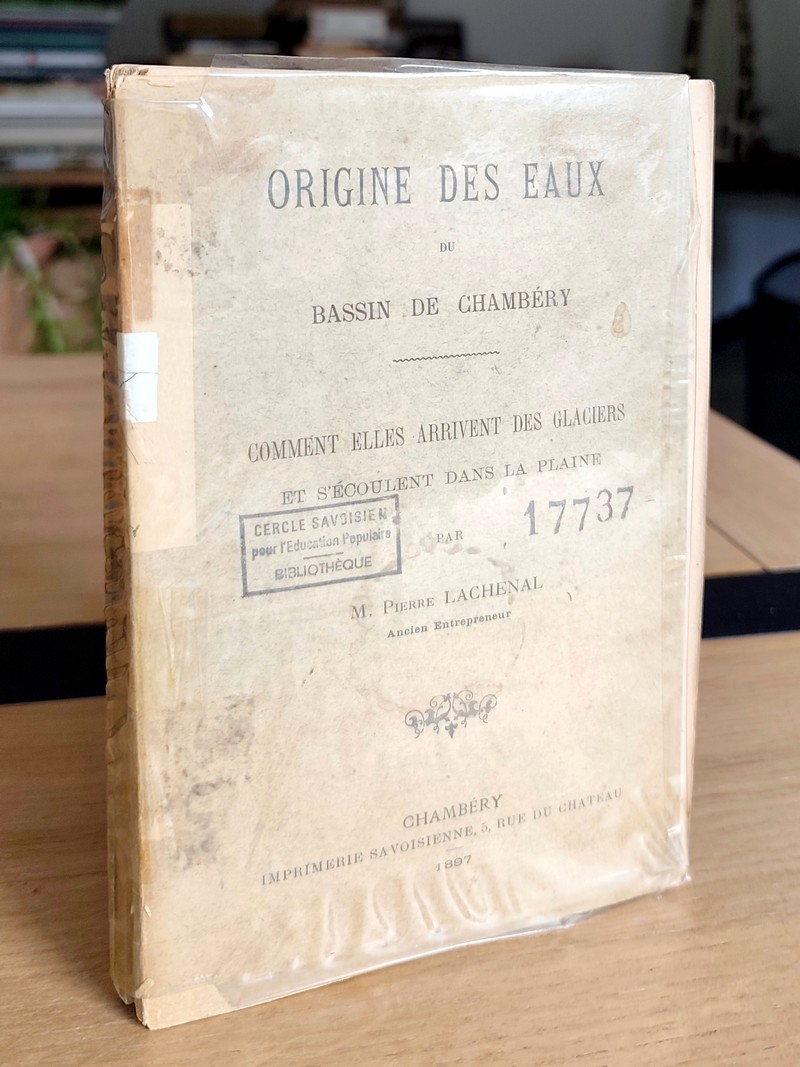 ORIGINE DES EAUX
DU
BASSIN DE CHAMBÉRY
COMMENT ELLES ARRIVENT DES GLACIERS
ET S'ÉCOULENT DANS LA PLAINE
CERCLE SAVOISIEN
pour l'Education Populaire
BIBLIOTHÈQUE
17737
PAR
M. PIERRE LACHENAL
Ancien Entrepreneur
CHAMBÉRY
IMPRIMERIE SAVOISIENNE, 5, RUE DU CHATEAU
1897